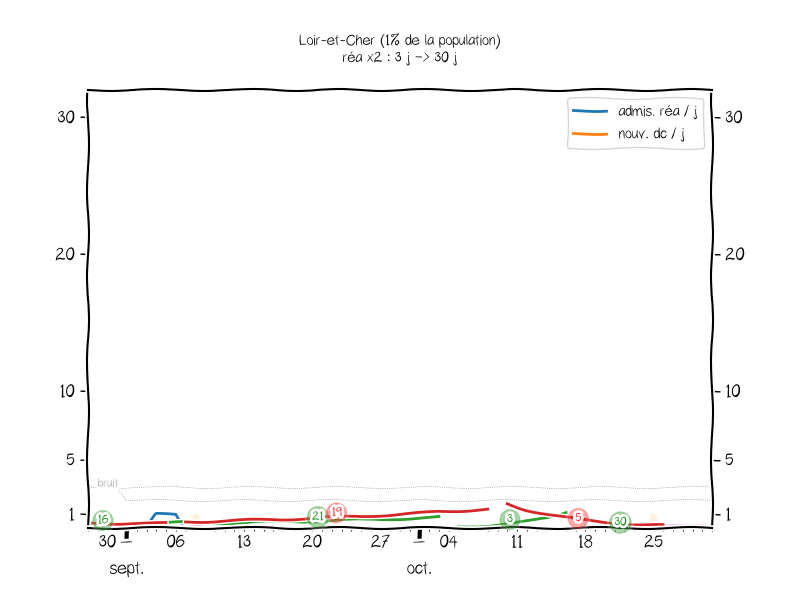 Loir-et-Cher (1% de la population)
réa x2 : 3 j -> 30 j
admis. réa / j
nouv. dc / j
30 30
20 20
10 10
5 5
bruit
1 1
16 21 19 3 5 30
30 06 13 20 27 04 11 18 25
sept. oct.